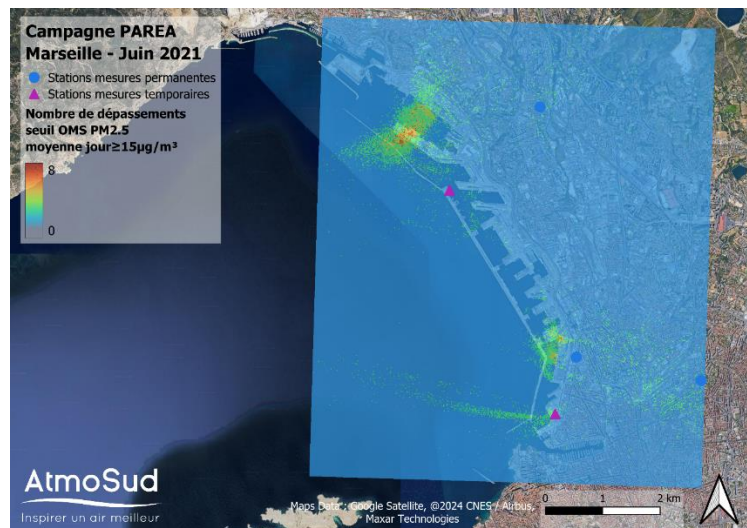 Campagne PAREA
Marseille - Juin 2021
Stations mesures permanentes
Stations mesures temporaires
Nombre de dépassements
seuil OMS PM2.5
moyenne jour≥15µg/m³
8
0
AtmoSud
Inspirer un air meilleur
Maps Data : Google Satellite, @2024 CNES / Airbus,
Maxar Technologies
0 1 2 km